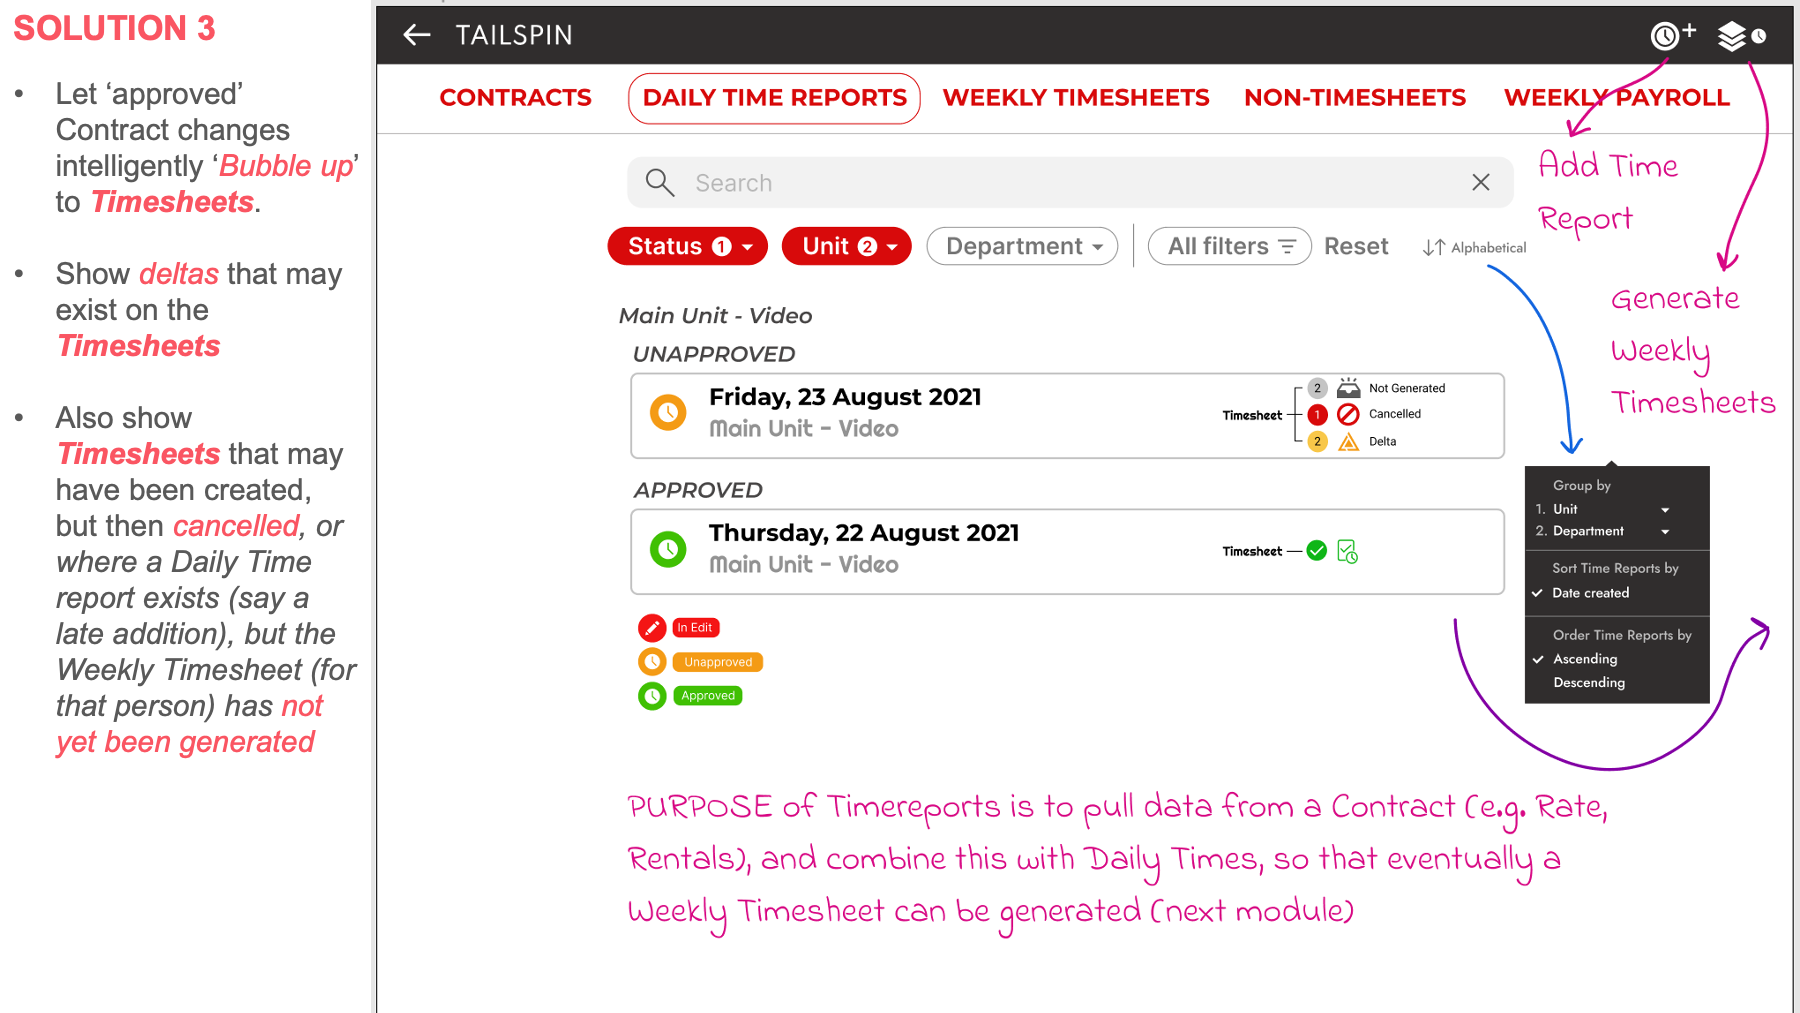 SOLUTION 3
• Let ‘approved’
Contract changes
intelligently ‘Bubble up’
to Timesheets.
• Show deltas that may
exist on the
Timesheets
• Also show
Timesheets that may
have been created,
but then cancelled, or
where a Daily Time
report exists (say a
late addition), but the
Weekly Timesheet (for
that person) has not
yet been generated
TAILSPIN
CONTRACTS DAILY TIME REPORTS WEEKLY TIMESHEETS NON-TIMESHEETS WEEKLY PAYROLL
Search
Add Time
Report
Status 1 Unit 2 Department All filters Reset Alphabetical
Generate
Weekly
Timesheets
Main Unit - Video
UNAPPROVED
Friday, 23 August 2021
Main Unit - Video
Timesheet
2 Not Generated
1 Cancelled
2 Delta
APPROVED
Thursday, 22 August 2021
Main Unit - Video
Timesheet
In Edit
Unapproved
Approved
Group by
1. Unit
2. Department
Sort Time Reports by
Date created
Order Time Reports by
Ascending
Descending
PURPOSE of Timereports is to pull data from a Contract (e.g. Rate,
Rentals), and combine this with Daily Times, so that eventually a
Weekly Timesheet can be generated (next module)